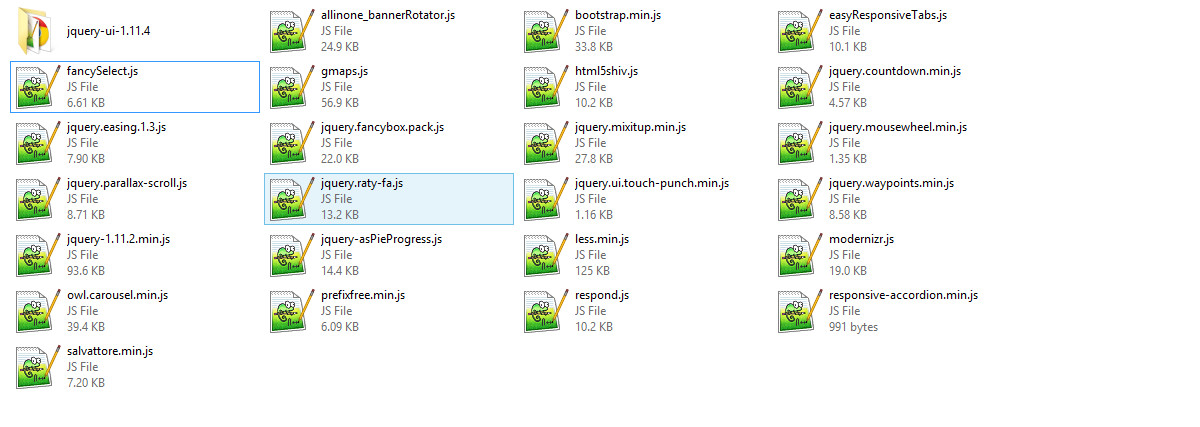 jquery-ui-1.11.4
allinone_bannerRotator.js
JS File
24.9 KB
bootstrap.min.js
JS File
33.8 KB
easyResponsiveTabs.js
JS File
10.1 KB
fancySelect.js
JS File
6.61 KB
gmaps.js
JS File
56.9 KB
html5shiv.js
JS File
10.2 KB
jquery.countdown.min.js
JS File
4.57 KB
jquery.easing.1.3.js
JS File
7.90 KB
jquery.fancybox.pack.js
JS File
22.0 KB
jquery.mixitup.min.js
JS File
27.8 KB
jquery.mousewheel.min.js
JS File
1.35 KB
jquery.parallax-scroll.js
JS File
8.71 KB
jquery.raty-fa.js
JS File
13.2 KB
jquery.ui.touch-punch.min.js
JS File
1.16 KB
jquery.waypoints.min.js
JS File
8.58 KB
jquery-1.11.2.min.js
JS File
93.6 KB
jquery-asPieProgress.js
JS File
14.4 KB
less.min.js
JS File
125 KB
modernizr.js
JS File
19.0 KB
owl.carousel.min.js
JS File
39.4 KB
prefixfree.min.js
JS File
6.09 KB
respond.js
JS File
10.2 KB
responsive-accordion.min.js
JS File
991 bytes
salvattore.min.js
JS File
7.20 KB